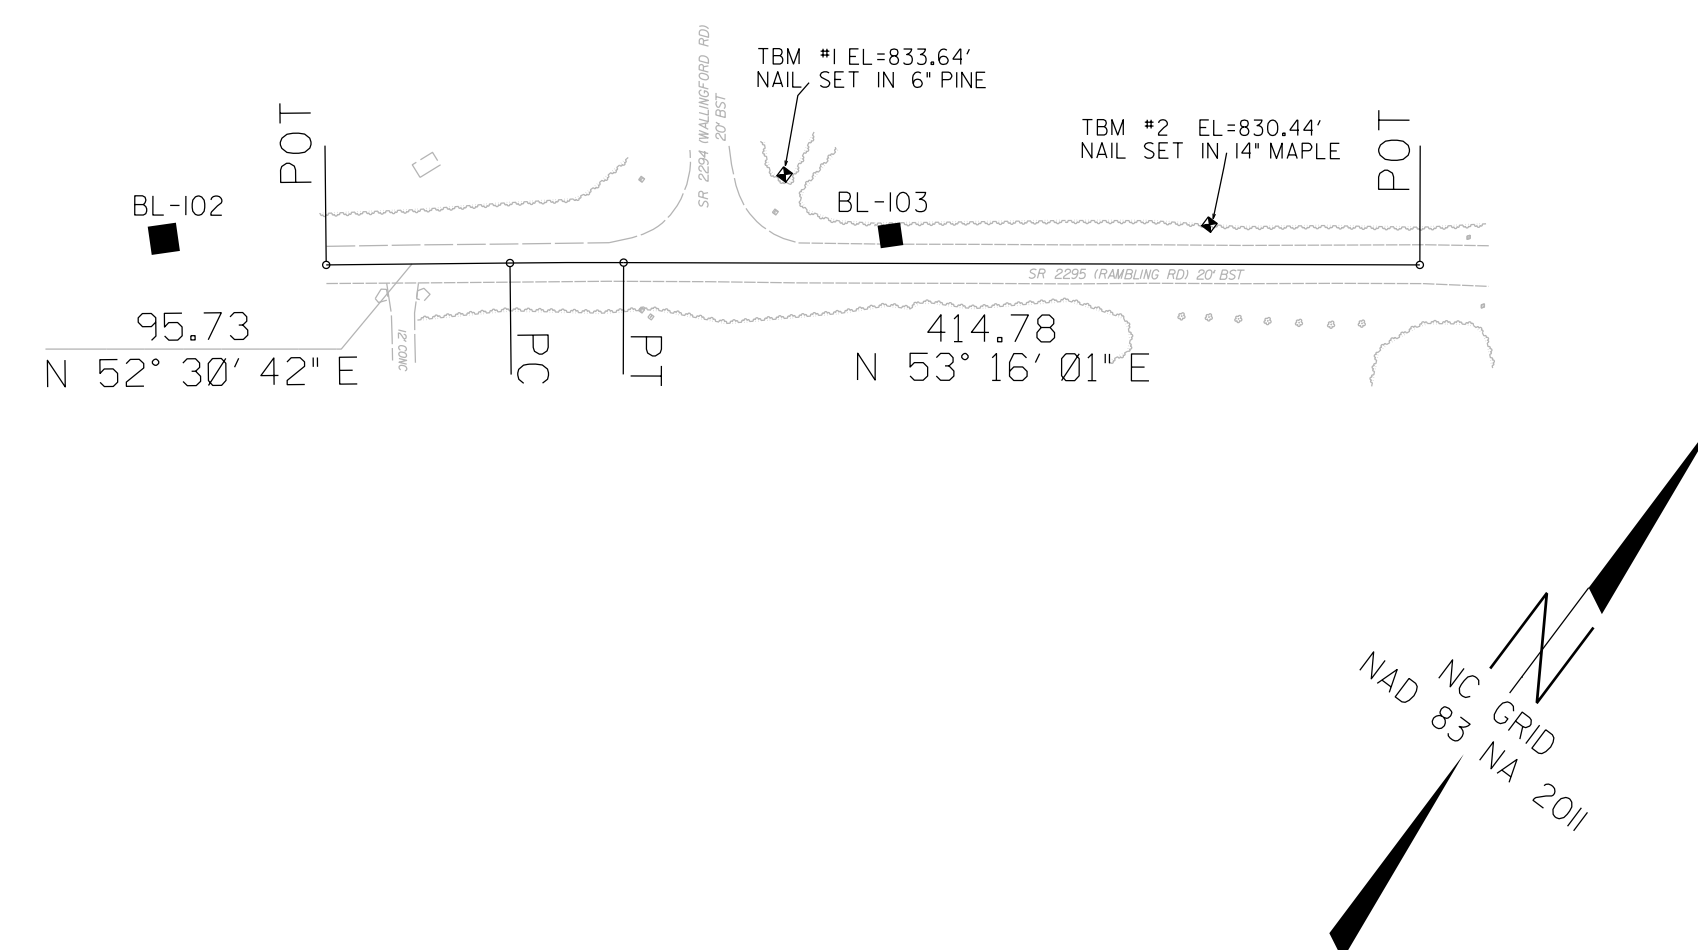 SR 2294 (WALLINGFORD RD)
20' BST
TBM #1 EL=833.64'
NAIL SET IN 6" PINE
POT
TBM #2 EL=830.44'
NAIL SET IN 14" MAPLE
POT
BL-102
BL-103
SR 2295 (RAMBLING RD) 20' BST
95.73
N 52° 30' 42" E
12' CONC
PC
PT
414.78
N 53° 16' 01" E
N
NC GRID
NAD 83 NA 2011